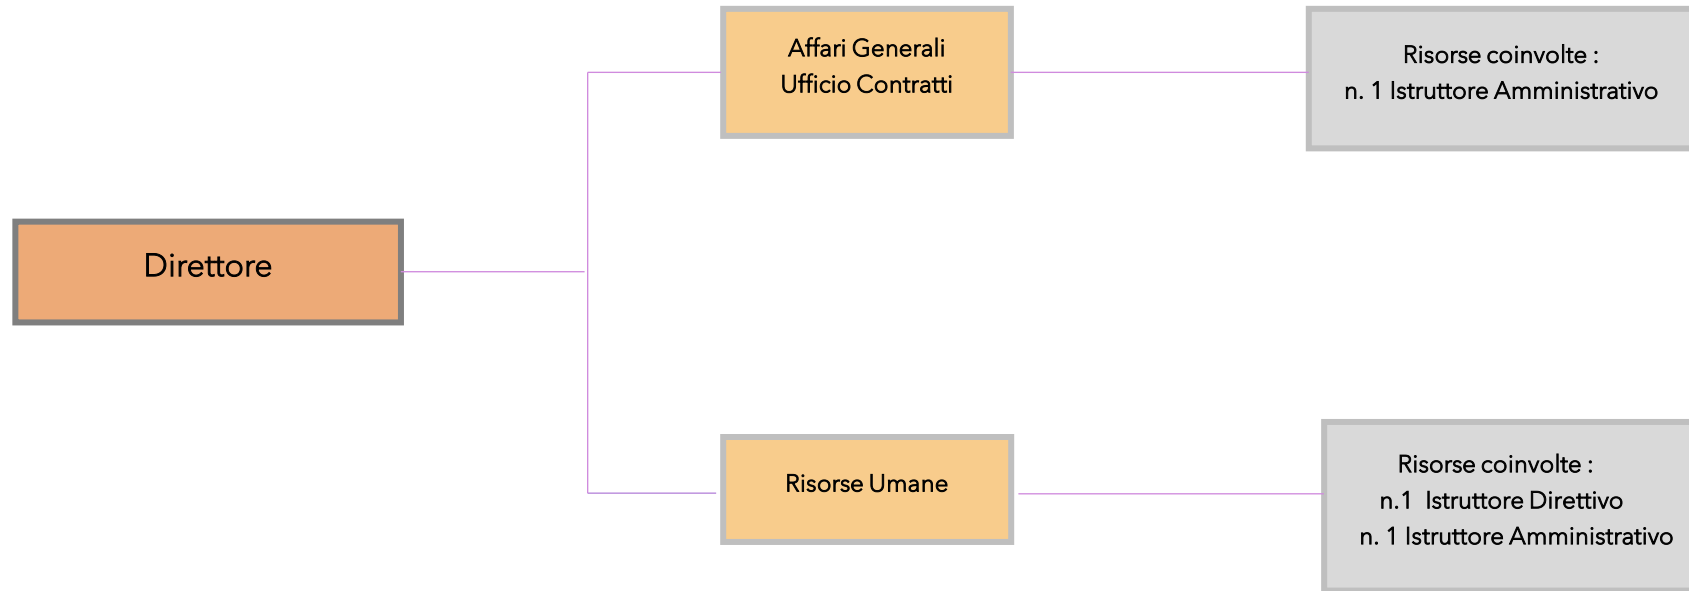 Affari Generali
Ufficio Contratti
Risorse coinvolte :
n. 1 Istruttore Amministrativo
Direttore
Risorse Umane
Risorse coinvolte :
n.1 Istruttore Direttivo
n. 1 Istruttore Amministrativo